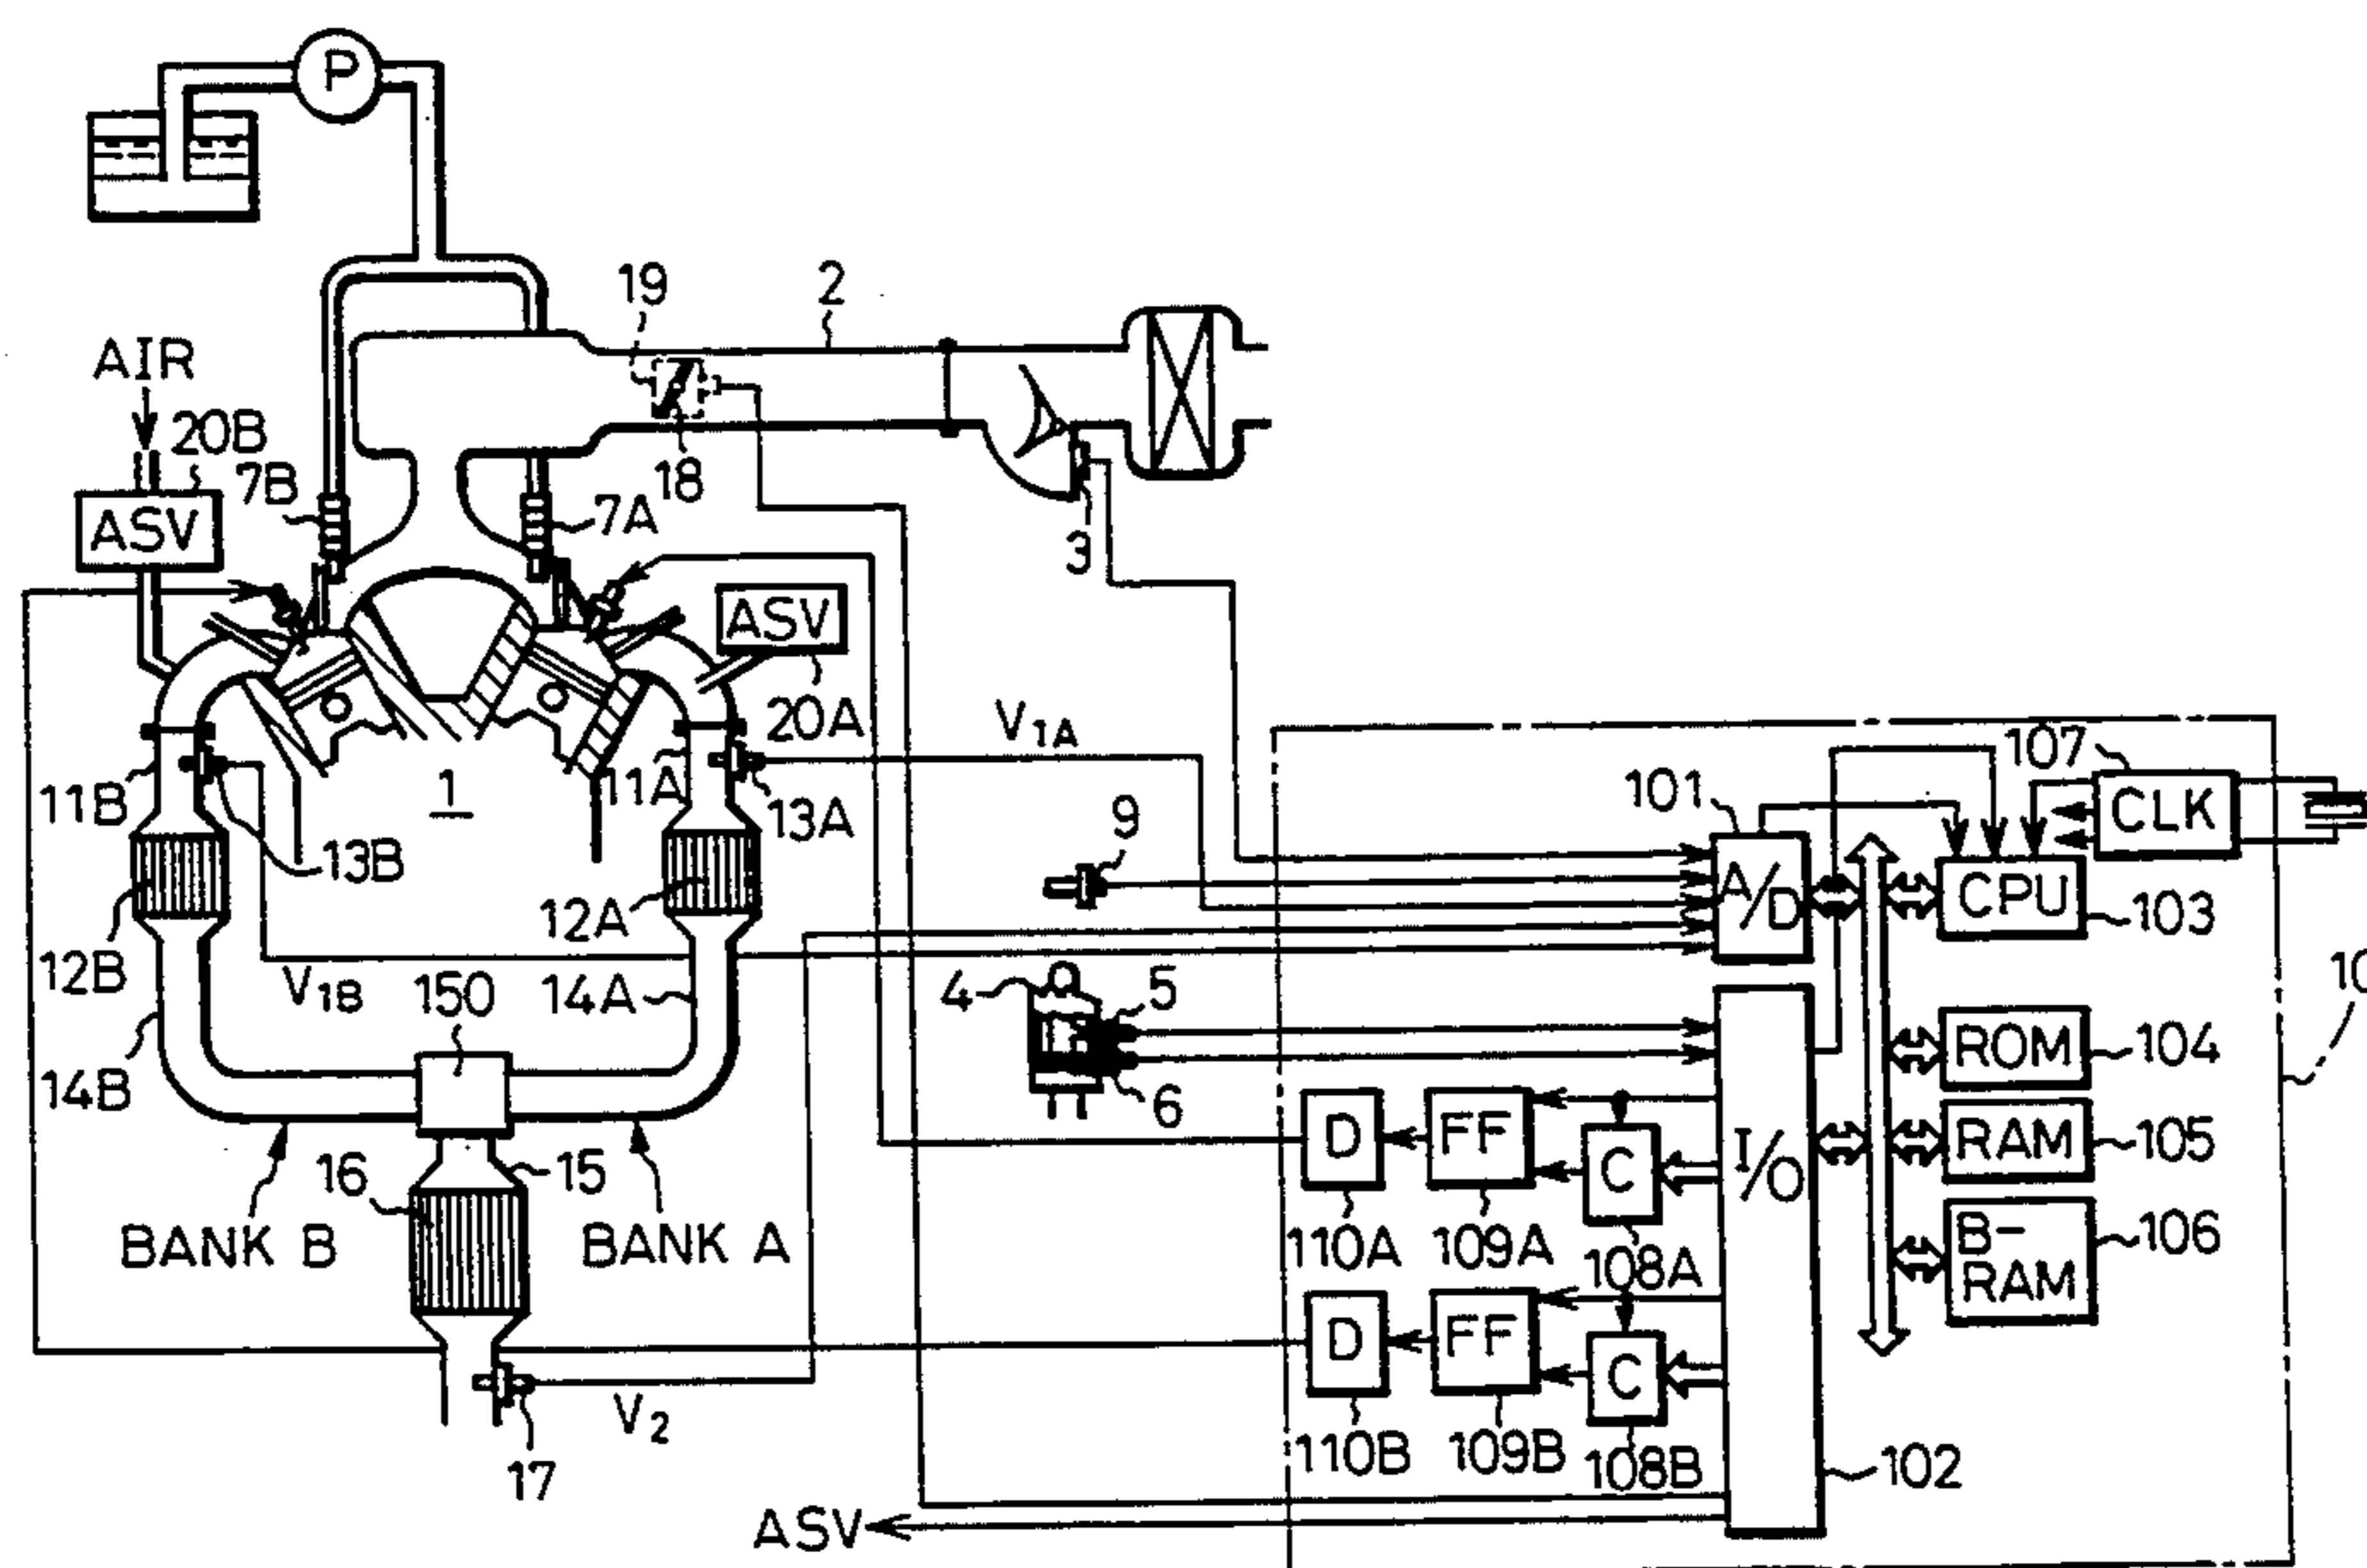 P
19
2
AIR
20B
7B
18
7A
3
ASV
ASV
20A
V1A
107
101
CLK
11B
1
11A
13A
9
13B
A/D
CPU
103
12A
12B
V1B
150
14A
4
5
10
ROM
104
14B
6
D
FF
C
I/O
RAM
105
16
15
BANK B
BANK A
110A
109A
108A
B-
RAM
106
D
FF
C
V2
17
110B
109B
108B
102
ASV